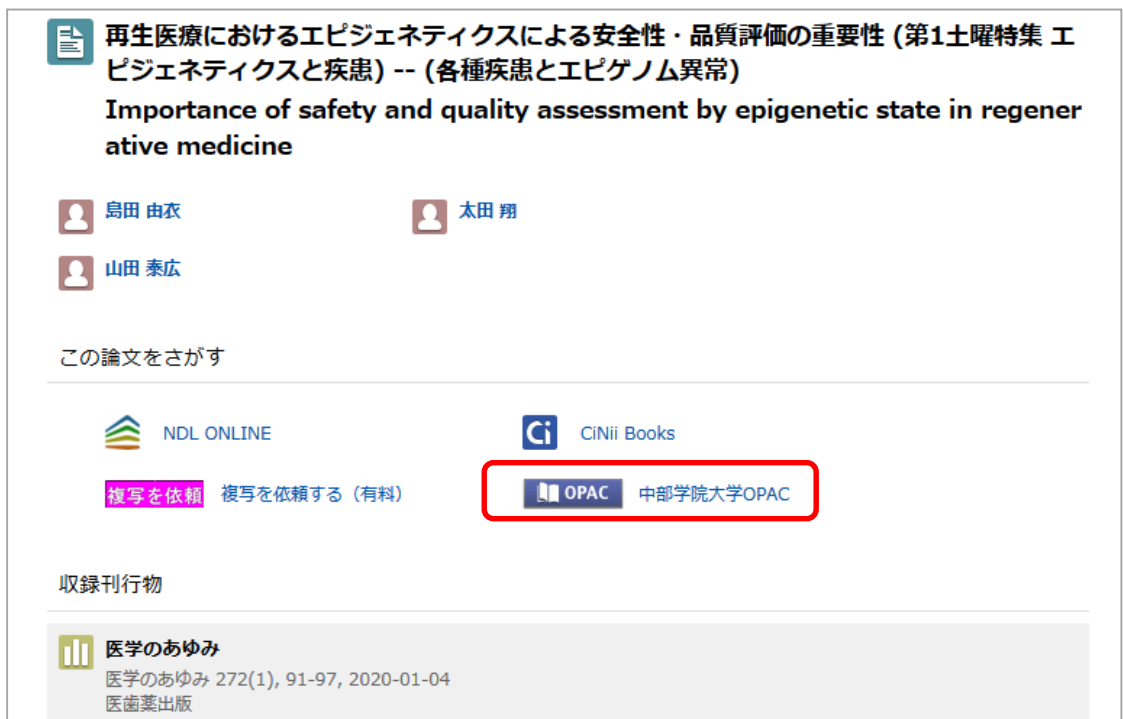 再生医療におけるエピジェネティクスによる安全性・品質評価の重要性 (第1土曜特集 エ
ピジェネティクスと疾患) -- (各種疾患とエピゲノム異常)
Importance of safety and quality assessment by epigenetic state in regener
ative medicine
島田 由衣
太田 翔
山田 泰広
この論文をさがす
NDL ONLINE
Ci CiNii Books
複写を依頼 複写を依頼する（有料）
OPAC 中部学院大学OPAC
収録刊行物
医学のあゆみ
医学のあゆみ 272(1), 91-97, 2020-01-04
医歯薬出版